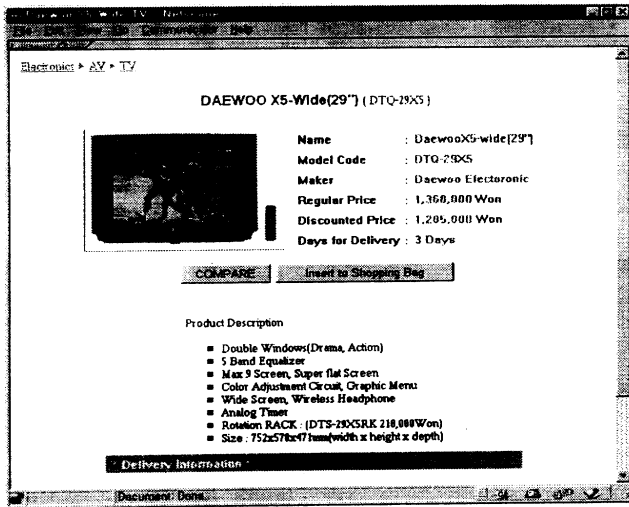 Electronics ▸ AV ▸ TV
DAEWOO X5-Wide(29") ( DTQ-29X5 )
Name : DaewooX5-wide(29")
Model Code : DTQ-29X5
Maker : Daewoo Electoronic
Regular Price : 1,360,000 Won
Discounted Price : 1,205,000 Won
Days for Delivery : 3 Days
COMPARE Insert to Shopping Bag
Product Description
Double Windows(Drama, Action)
5 Band Equalizer
Max 9 Screen, Super flat Screen
Color Adjustment Circuit, Graphic Menu
Wide Screen, Wireless Headphone
Analog Timer
Rotation RACK : (DTS-29X5RK 210,000Won)
Size : 752x578x471mm(width x height x depth)
Delivery Information
Document: Done